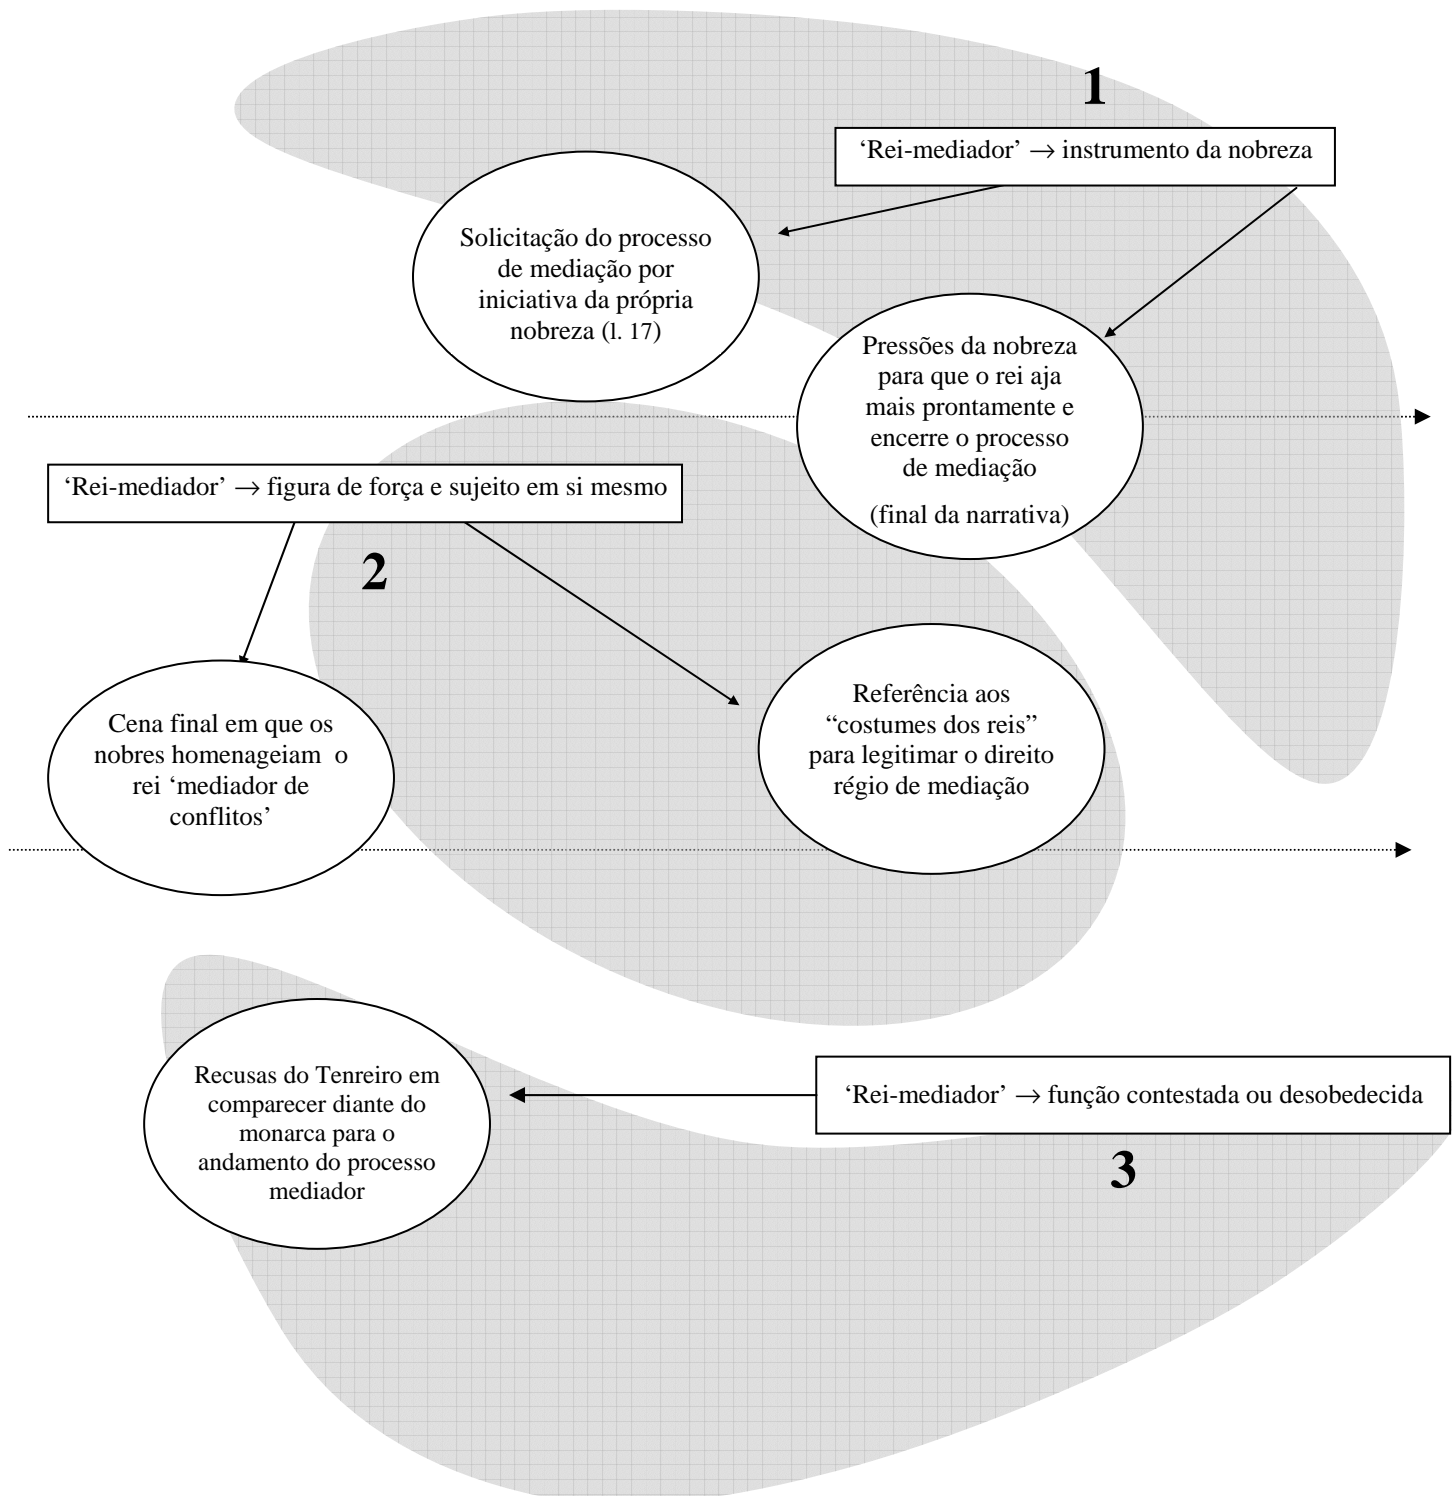 1
‘Rei-mediador’ → instrumento da nobreza
Solicitação do processo
de mediação por
iniciativa da própria
nobreza (l. 17)
Pressões da nobreza
para que o rei aja
mais prontamente e
encerre o processo
de mediação
(final da narrativa)
‘Rei-mediador’ → figura de força e sujeito em si mesmo
2
Cena final em que os
nobres homenageiam o
rei ‘mediador de
conflitos’
Referência aos
“costumes dos reis”
para legitimar o direito
régio de mediação
Recusas do Tenreiro em
comparecer diante do
monarca para o
andamento do processo
mediador
‘Rei-mediador’ → função contestada ou desobedecida
3